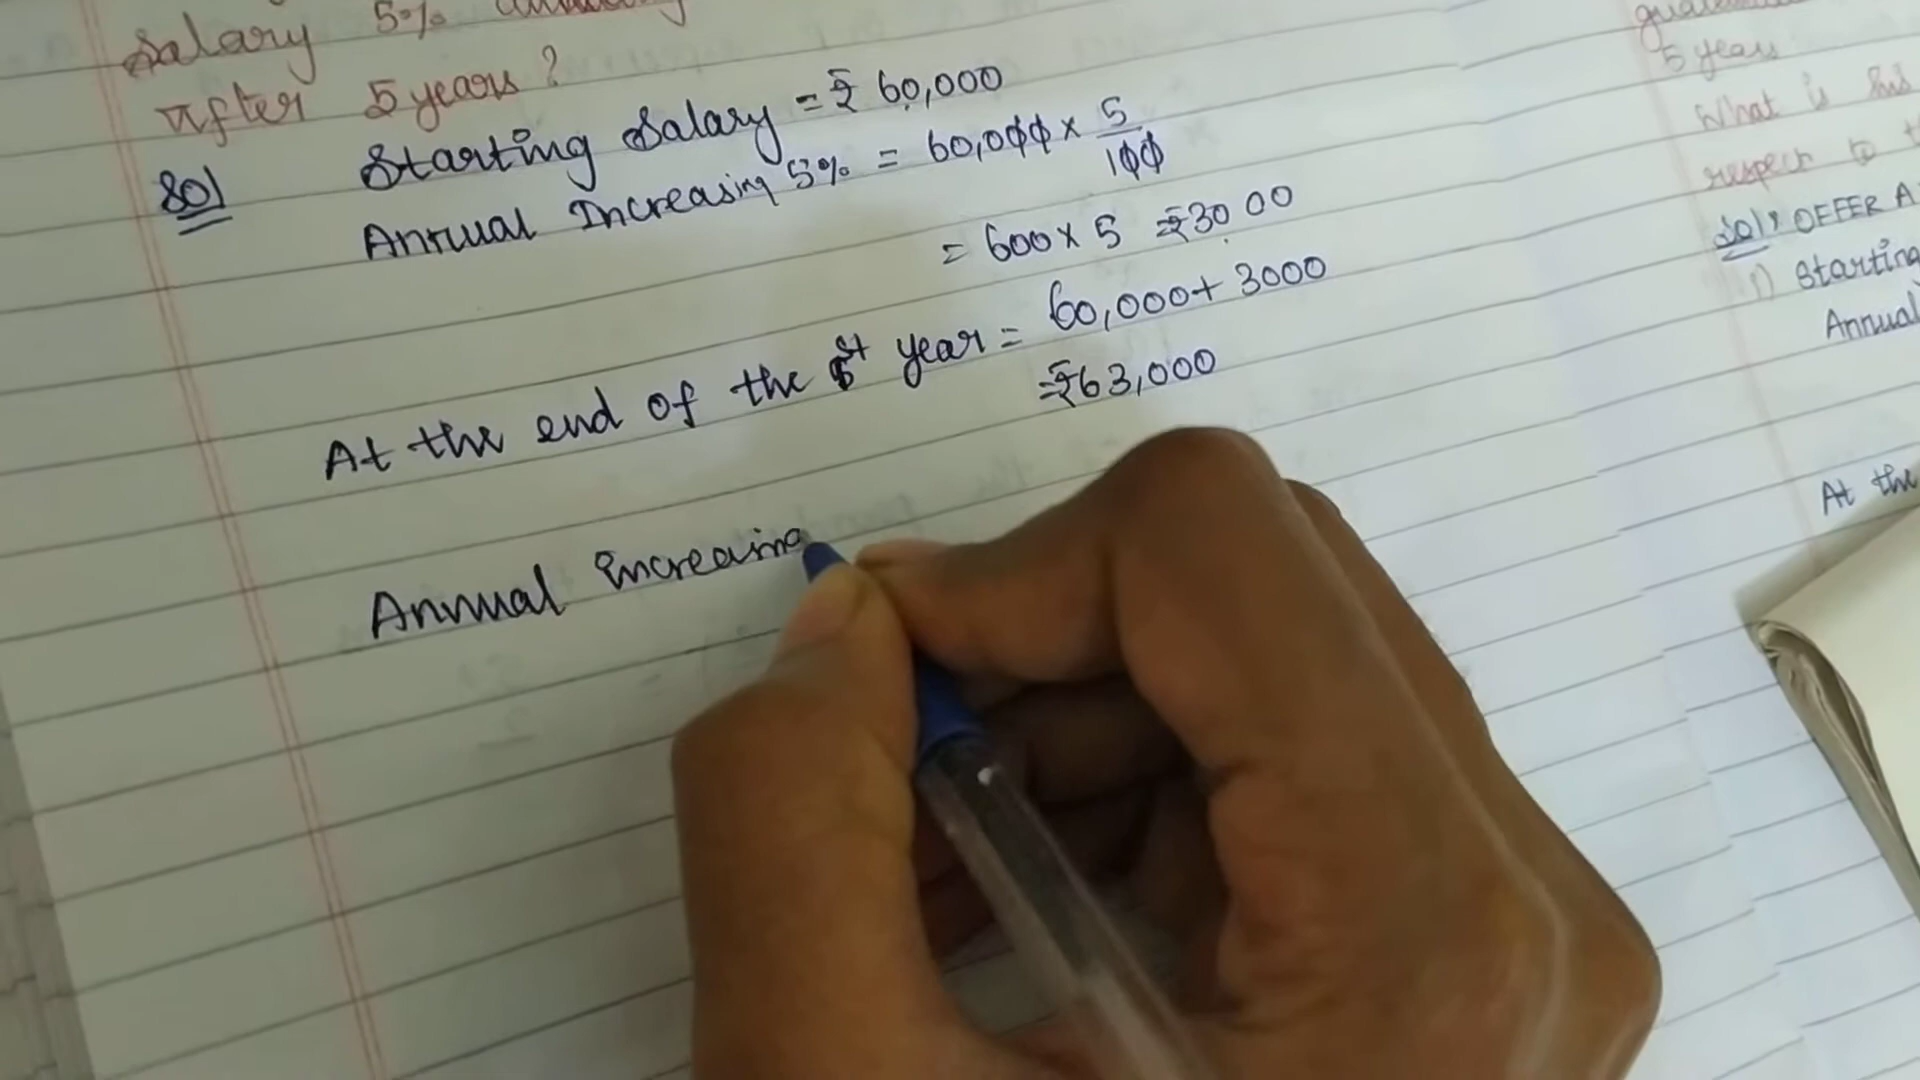 salary 5%
After 5 years?
Sol Starting Salary = ₹ 60,000
Annual Increasing 5% = 60,000 × 5/100
= 600 × 5 = ₹3000
At the end of the 1st year = 60,000 + 3000
= ₹63,000
Annual Increasing
5 years
What is his
respect to
Sol: OFFER A
1) Starting
Annual
At the